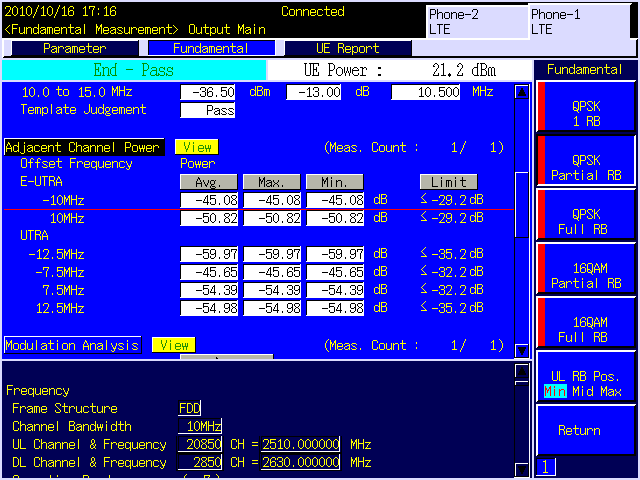 2010/10/16 17:16 Connected Phone-2 Phone-1
<Fundamental Measurement> Output Main LTE LTE
Parameter Fundamental UE Report
End - Pass UE Power : 21.2 dBm Fundamental
10.0 to 15.0 MHz -36.50 dBm -13.00 dB 10.500 MHz
Template Judgement Pass
QPSK
1 RB
Adjacent Channel Power View (Meas. Count : 1/ 1)
Offset Frequency Power
QPSK
Partial RB
E-UTRA Avg. Max. Min. Limit
-10MHz -45.08 -45.08 -45.08 dB ≤ -29.2 dB
10MHz -50.82 -50.82 -50.82 dB ≤ -29.2 dB
QPSK
Full RB
UTRA
-12.5MHz -59.97 -59.97 -59.97 dB ≤ -35.2 dB
-7.5MHz -45.65 -45.65 -45.65 dB ≤ -32.2 dB
7.5MHz -54.39 -54.39 -54.39 dB ≤ -32.2 dB
12.5MHz -54.98 -54.98 -54.98 dB ≤ -35.2 dB
16QAM
Partial RB
16QAM
Full RB
Modulation Analysis View (Meas. Count : 1/ 1)
UL RB Pos.
Min Mid Max
Frequency
Frame Structure FDD
Channel Bandwidth 10MHz
UL Channel & Frequency 20850 CH = 2510.000000 MHz
DL Channel & Frequency 2850 CH = 2630.000000 MHz
Return
1